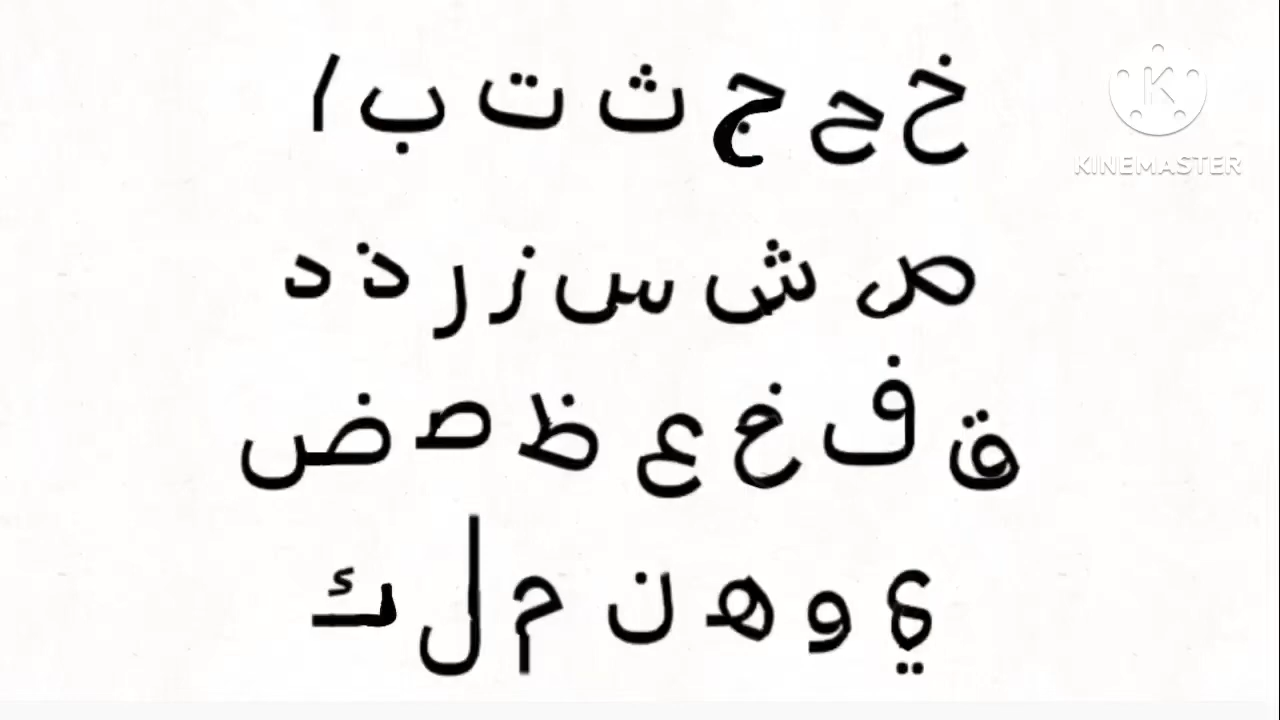 ا ب ت ث ج ح خ
KINEMASTER
د ذ ر ز س ش ص
ض ص ظ ع غ ف ق
ك ل م ن ه و ي